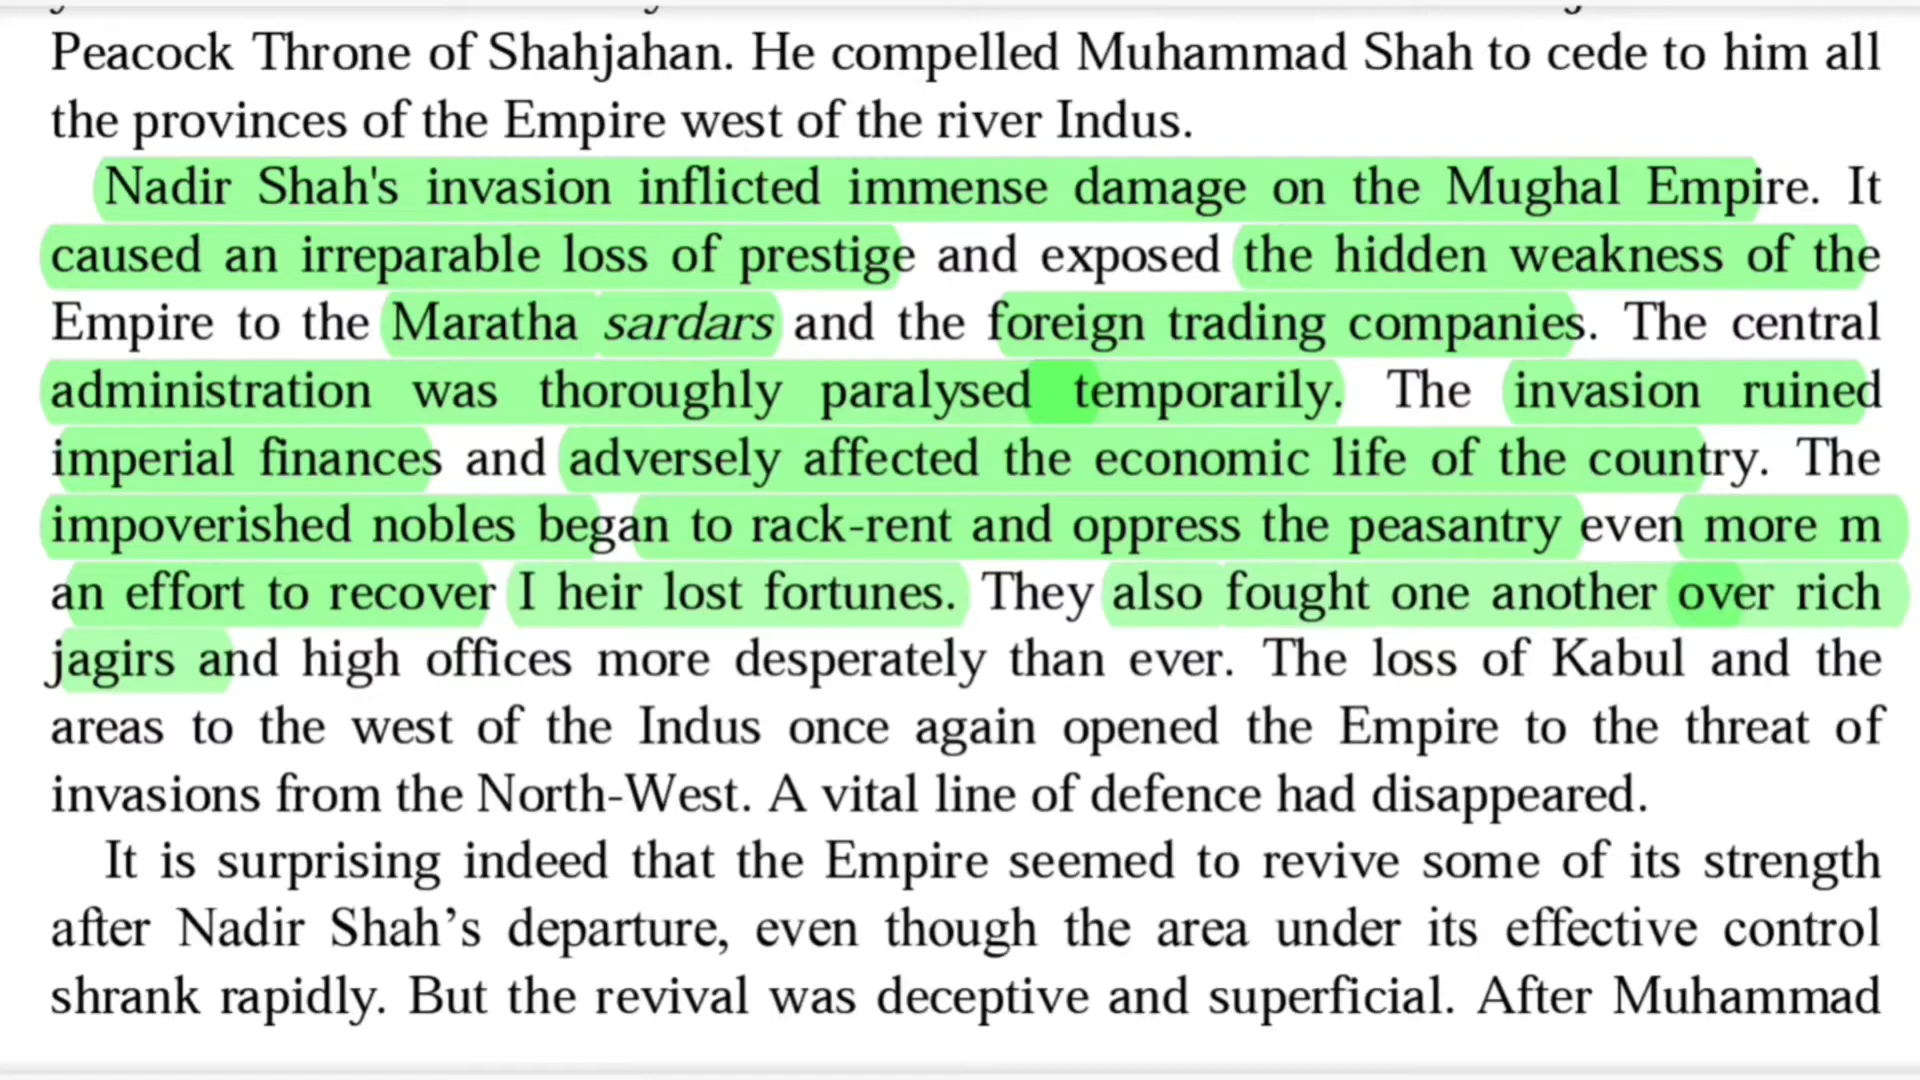 Peacock Throne of Shahjahan. He compelled Muhammad Shah to cede to him all
the provinces of the Empire west of the river Indus.
Nadir Shah's invasion inflicted immense damage on the Mughal Empire. It
caused an irreparable loss of prestige and exposed the hidden weakness of the
Empire to the Maratha sardars and the foreign trading companies. The central
administration was thoroughly paralysed temporarily. The invasion ruined
imperial finances and adversely affected the economic life of the country. The
impoverished nobles began to rack-rent and oppress the peasantry even more m
an effort to recover I heir lost fortunes. They also fought one another over rich
jagirs and high offices more desperately than ever. The loss of Kabul and the
areas to the west of the Indus once again opened the Empire to the threat of
invasions from the North-West. A vital line of defence had disappeared.
It is surprising indeed that the Empire seemed to revive some of its strength
after Nadir Shah’s departure, even though the area under its effective control
shrank rapidly. But the revival was deceptive and superficial. After Muhammad